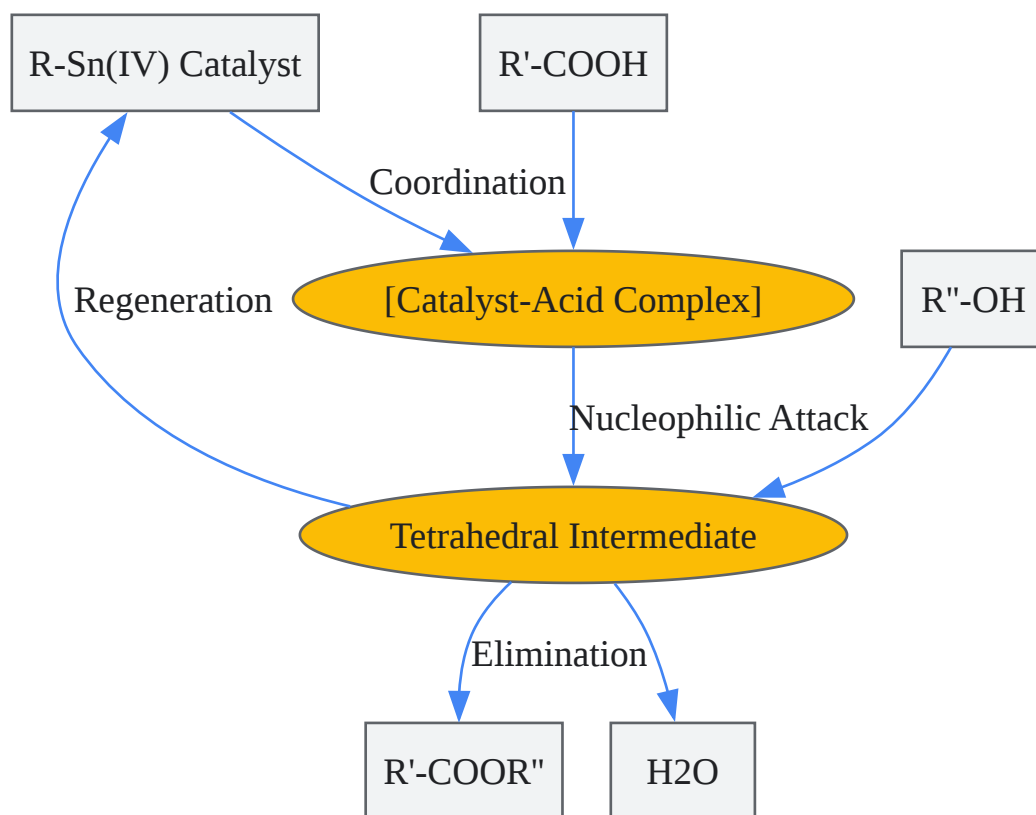 R-Sn(IV) Catalyst
R'-COOH
Coordination
Regeneration
[Catalyst-Acid Complex]
R"-OH
Nucleophilic Attack
Tetrahedral Intermediate
Elimination
R'-COOR"
H2O